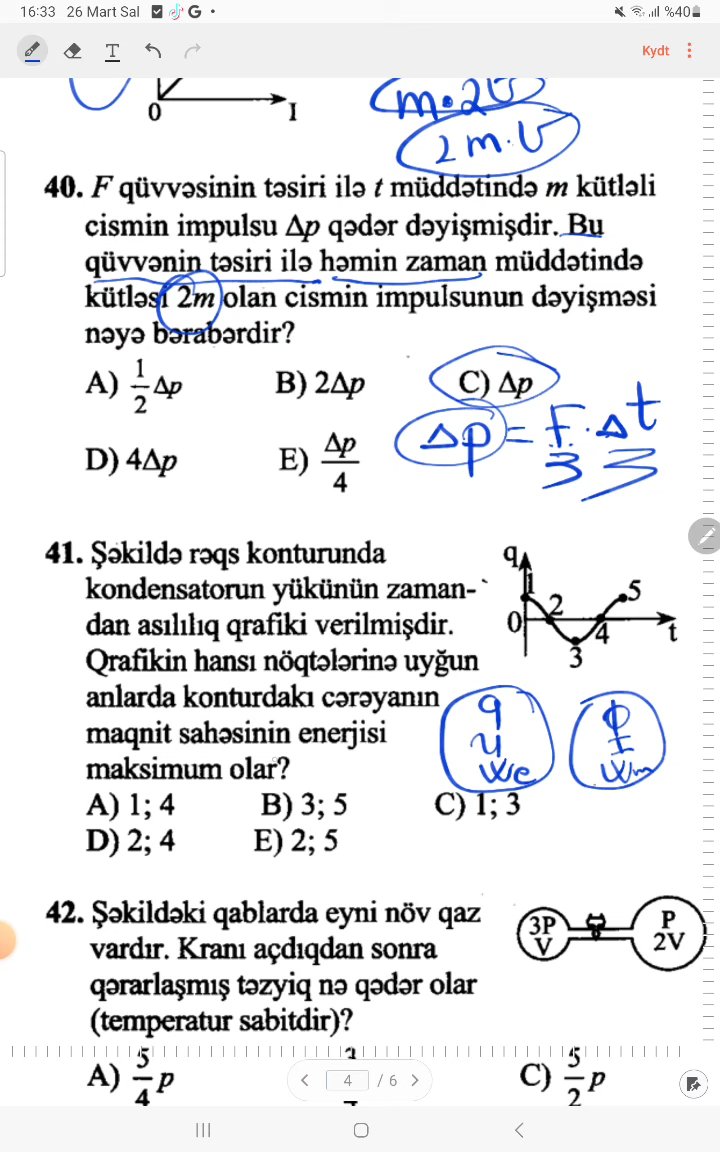 16:33 26 Mart Sal G • %40
T Kydt
0 I
m•2υ
2m.υ
40. F qüvvəsinin təsiri ilə t müddətində m kütləli
cismin impulsu Δp qədər dəyişmişdir. Bu
qüvvənin təsiri ilə həmin zaman müddətində
kütləsi 2m olan cismin impulsunun dəyişməsi
nəyə bərabərdir?
A) 1/2 Δp B) 2Δp C) Δp
D) 4Δp E) Δp/4
Δp = F.Δt
41. Şəkildə rəqs konturunda
kondensatorun yükünün zaman-
dan asılılıq qrafiki verilmişdir.
Qrafikin hansı nöqtələrinə uyğun
anlarda konturdakı cərəyanın
maqnit sahəsinin enerjisi
maksimum olar?
q 1 2 5
0 4 t
3
q Φ
u I
We Wm
A) 1; 4 B) 3; 5 C) 1; 3
D) 2; 4 E) 2; 5
42. Şəkildəki qablarda eyni növ qaz
vardır. Kranı açdıqdan sonra
qərarlaşmış təzyiq nə qədər olar
(temperatur sabitdir)?
3P P
V 2V
A) 5/4 p C) 5/2 p
4 / 6